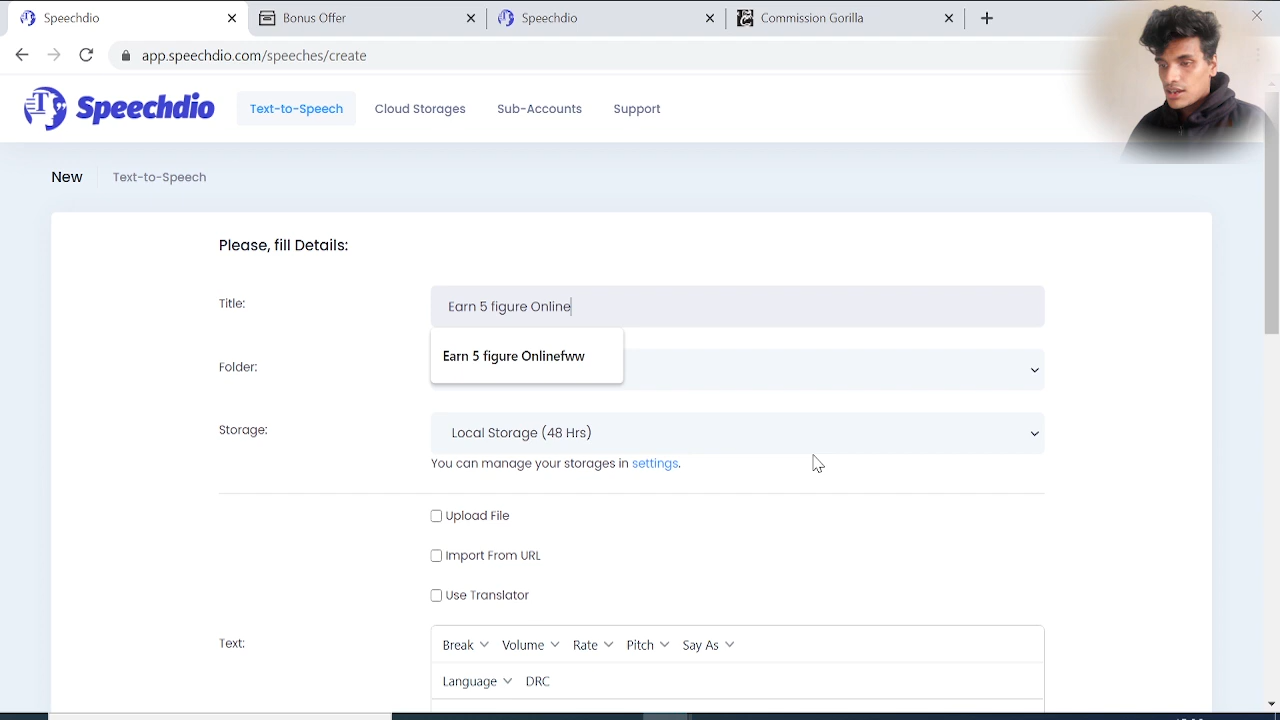 Speechdio
Bonus Offer
Speechdio
Commission Gorilla
app.speechdio.com/speeches/create
Speechdio
Text-to-Speech
Cloud Storages
Sub-Accounts
Support
New
Text-to-Speech
Please, fill Details:
Title:
Earn 5 figure Online
Earn 5 figure Onlinefww
Folder:
Storage:
Local Storage (48 Hrs)
You can manage your storages in settings.
Upload File
Import From URL
Use Translator
Text:
Break Volume Rate Pitch Say As
Language DRC